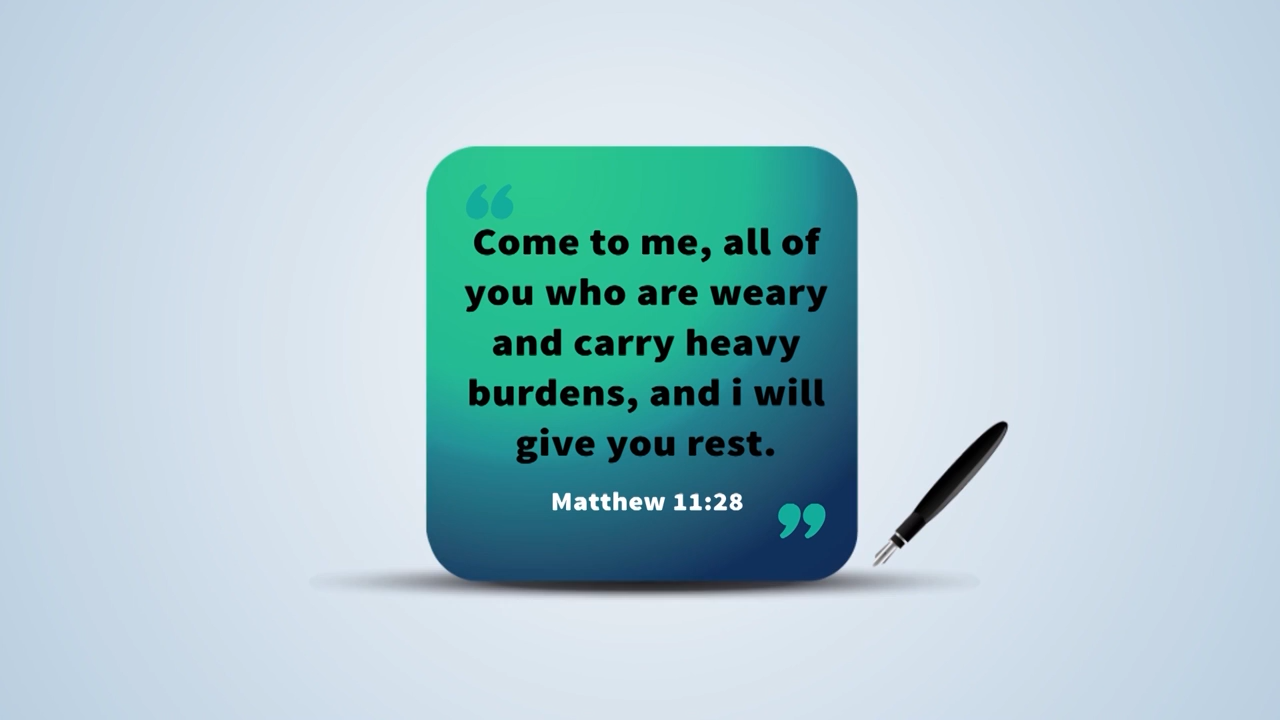 “
Come to me, all of
you who are weary
and carry heavy
burdens, and i will
give you rest.
Matthew 11:28
”